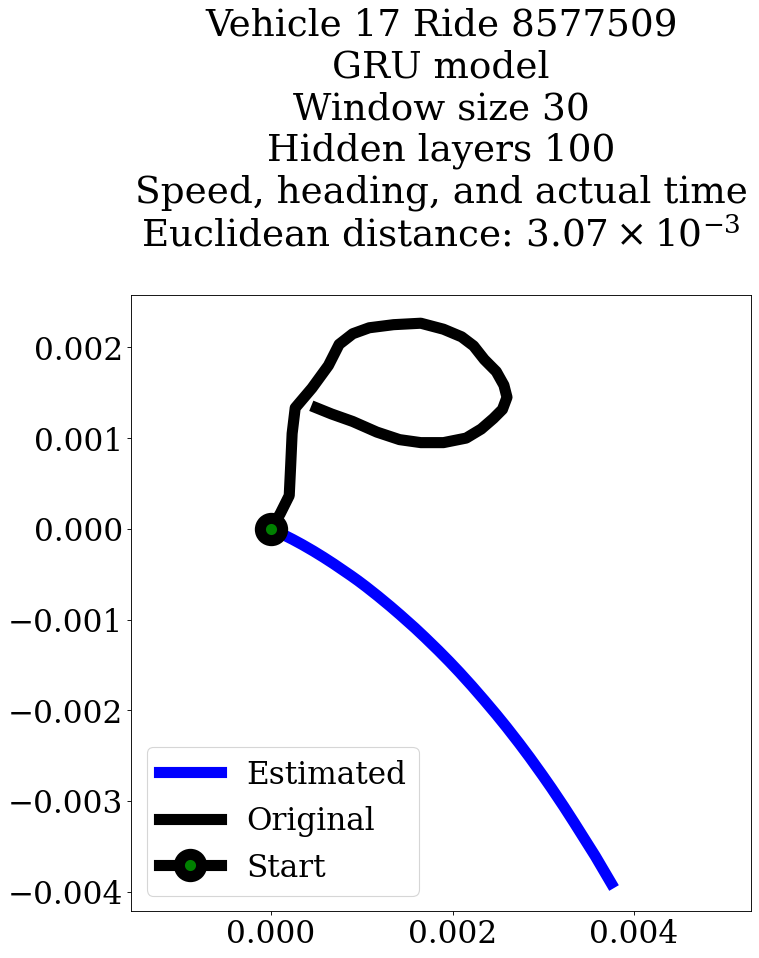 Vehicle 17 Ride 8577509
GRU model
Window size 30
Hidden layers 100
Speed, heading, and actual time
Euclidean distance: 3.07 × 10⁻³
0.002
0.001
0.000
−0.001
−0.002
−0.003
−0.004
Estimated
Original
Start
0.000 0.002 0.004